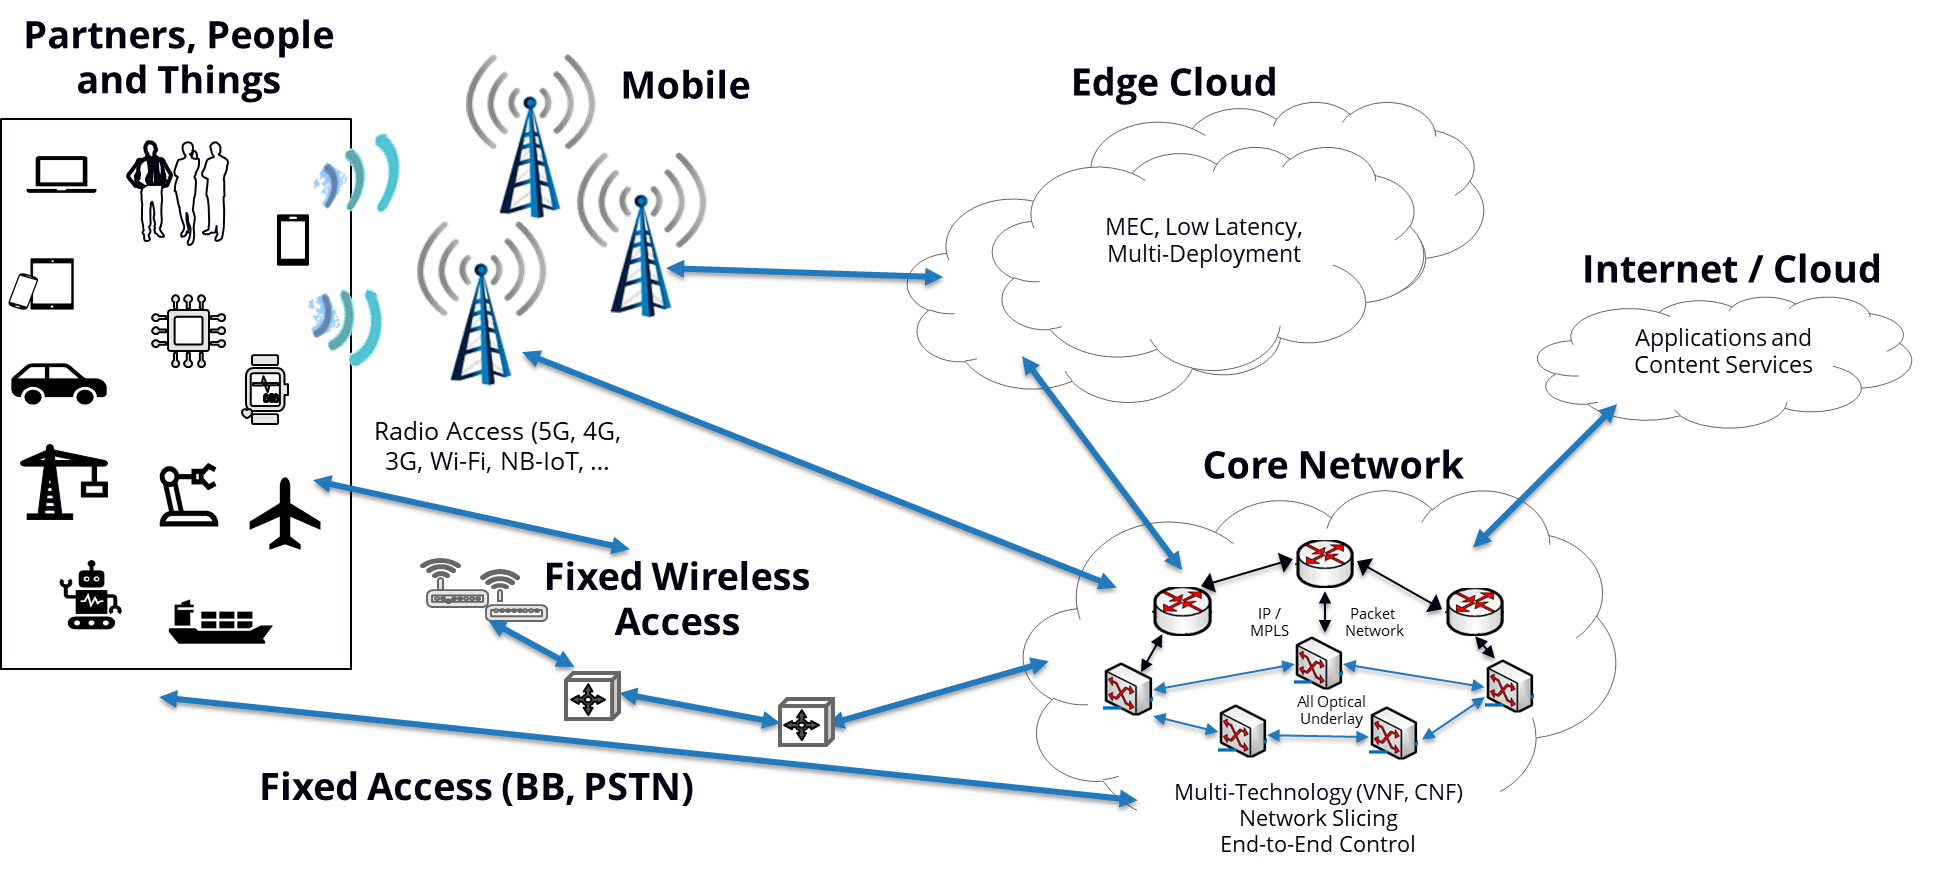 Partners, People
and Things
Mobile
Edge Cloud
MEC, Low Latency,
Multi-Deployment
Internet / Cloud
Applications and
Content Services
Radio Access (5G, 4G,
3G, Wi-Fi, NB-IoT, ...
Core Network
Fixed Wireless
Access
IP /
MPLS
Packet
Network
All Optical
Underlay
Fixed Access (BB, PSTN)
Multi-Technology (VNF, CNF)
Network Slicing
End-to-End Control